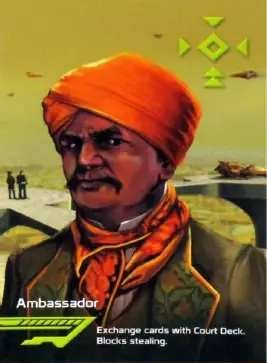 Ambassador
Exchange cards with Court Deck.
Blocks stealing.